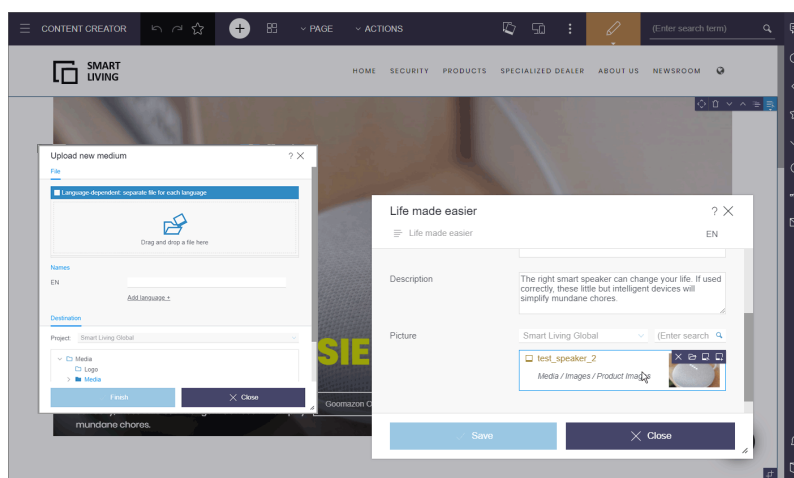 CONTENT CREATOR
PAGE
ACTIONS
(Enter search term)
SMART
LIVING
HOME SECURITY PRODUCTS SPECIALIZED DEALER ABOUT US NEWSROOM
Upload new medium ?
File
Language-dependent: separate file for each language
Drag and drop a file here
Names
EN
Add language +
Destination
Project: Smart Living Global
Media
Logo
Media
Finish
Close
SIE
Goomazon
mundane chores.
Life made easier ?
Life made easier EN
Description
The right smart speaker can change your life. If used
correctly, these little but intelligent devices will
simplify mundane chores.
Picture
Smart Living Global
(Enter search
test_speaker_2
Media / Images / Product Images
Save
Close